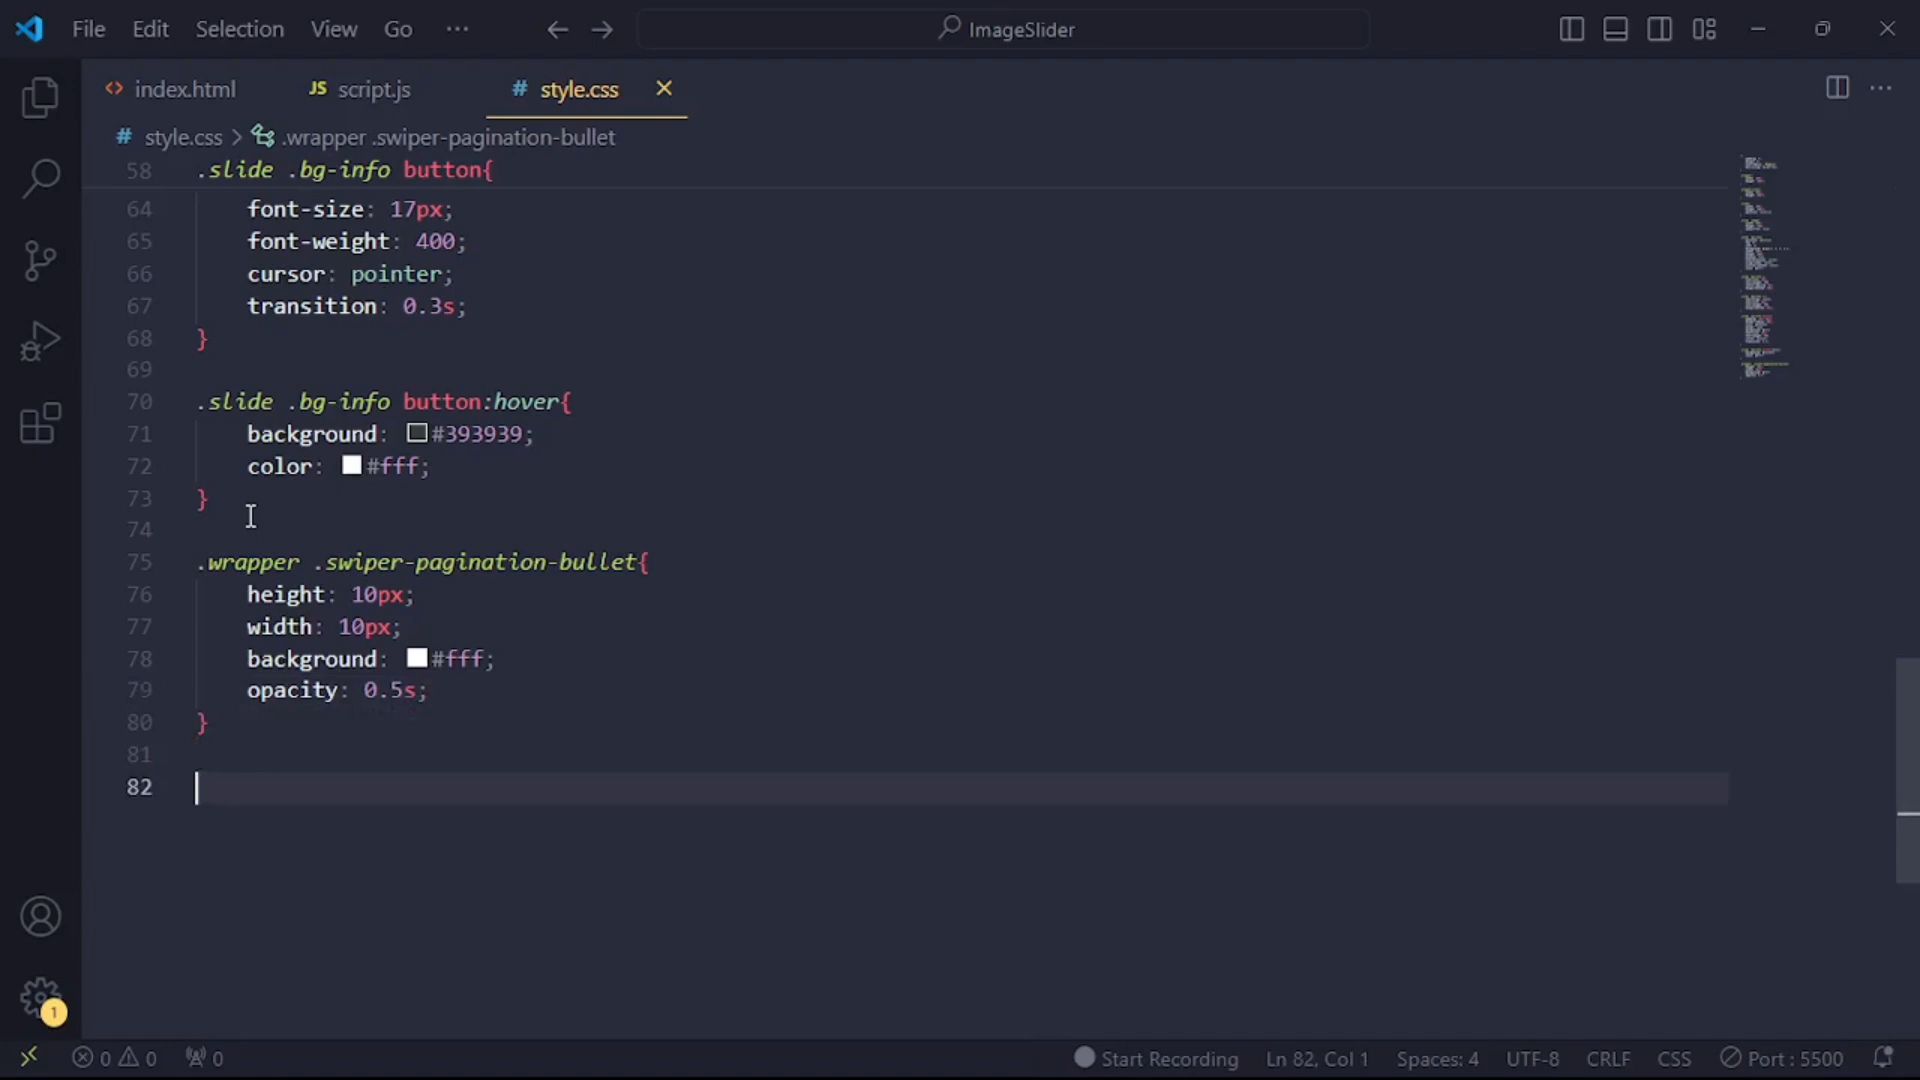 File Edit Selection View Go ··· ImageSlider
index.html JS script.js # style.css
# style.css > .wrapper .swiper-pagination-bullet
58 .slide .bg-info button{
64 font-size: 17px;
65 font-weight: 400;
66 cursor: pointer;
67 transition: 0.3s;
68 }
69
70 .slide .bg-info button:hover{
71 background: #393939;
72 color: #fff;
73 }
74
75 .wrapper .swiper-pagination-bullet{
76 height: 10px;
77 width: 10px;
78 background: #fff;
79 opacity: 0.5s;
80 }
81
82
1
0 0 0 Start Recording Ln 82, Col 1 Spaces: 4 UTF-8 CRLF CSS Port : 5500